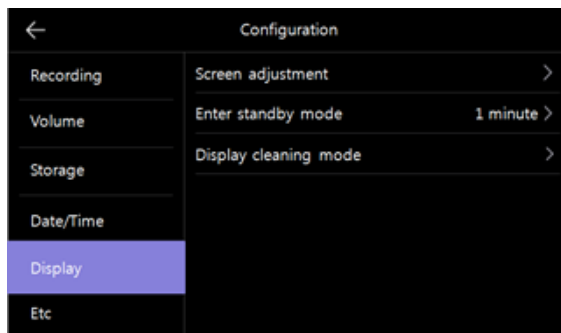 Configuration
Recording
Volume
Storage
Date/Time
Display
Etc
Screen adjustment
Enter standby mode 1 minute
Display cleaning mode